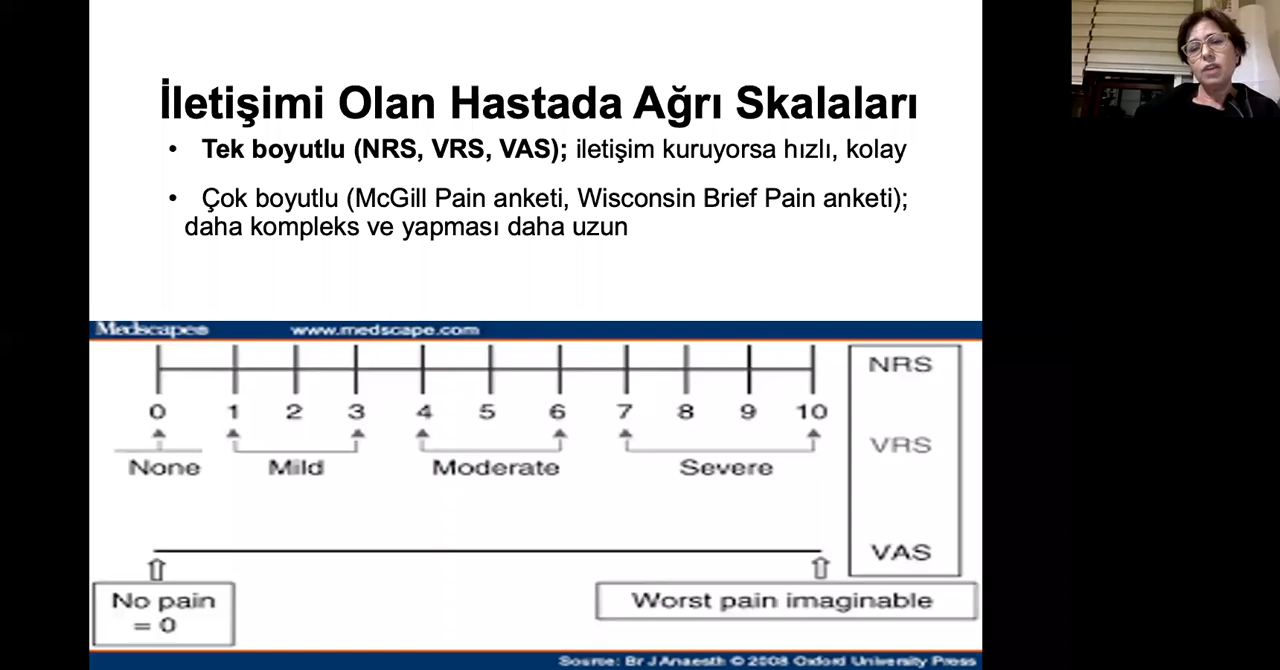 İletişimi Olan Hastada Ağrı Skalaları
• Tek boyutlu (NRS, VRS, VAS); iletişim kuruyorsa hızlı, kolay
• Çok boyutlu (McGill Pain anketi, Wisconsin Brief Pain anketi);
daha kompleks ve yapması daha uzun
Medscape® www.medscape.com
NRS
0 1 2 3 4 5 6 7 8 9 10
VRS
None Mild Moderate Severe
VAS
No pain
= 0
Worst pain imaginable
Source: Br J Anaesth © 2008 Oxford University Press